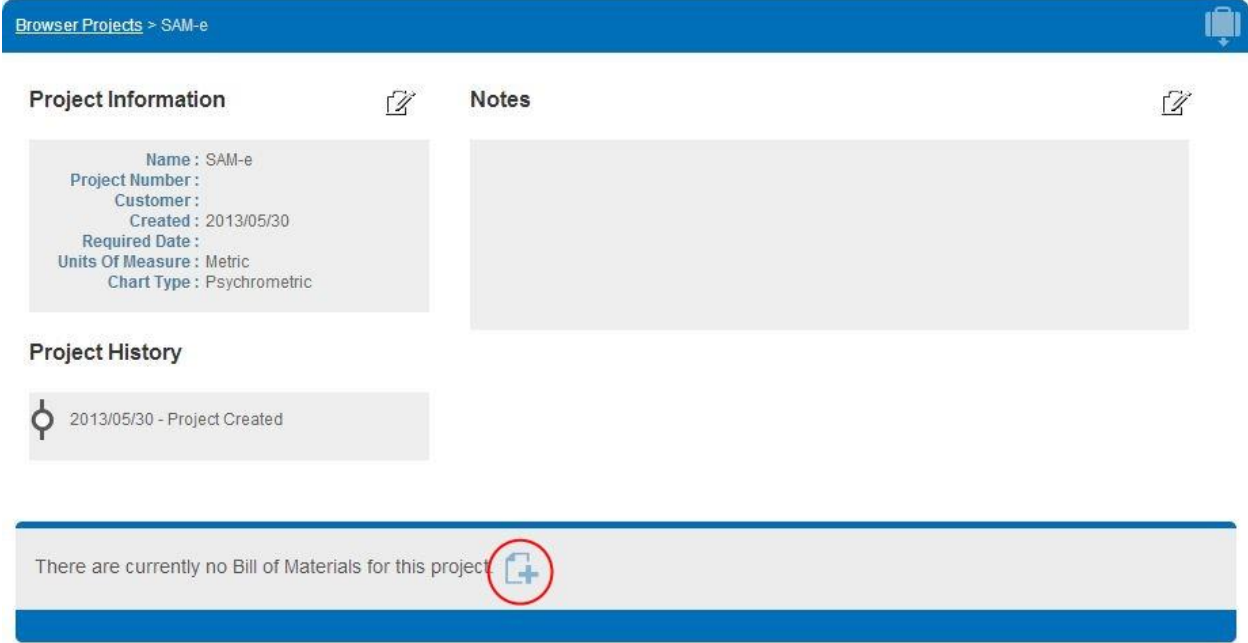 Browser Projects > SAM-e
Project Information
Notes
Name : SAM-e
Project Number :
Customer :
Created : 2013/05/30
Required Date :
Units Of Measure : Metric
Chart Type : Psychrometric
Project History
2013/05/30 - Project Created
There are currently no Bill of Materials for this project.